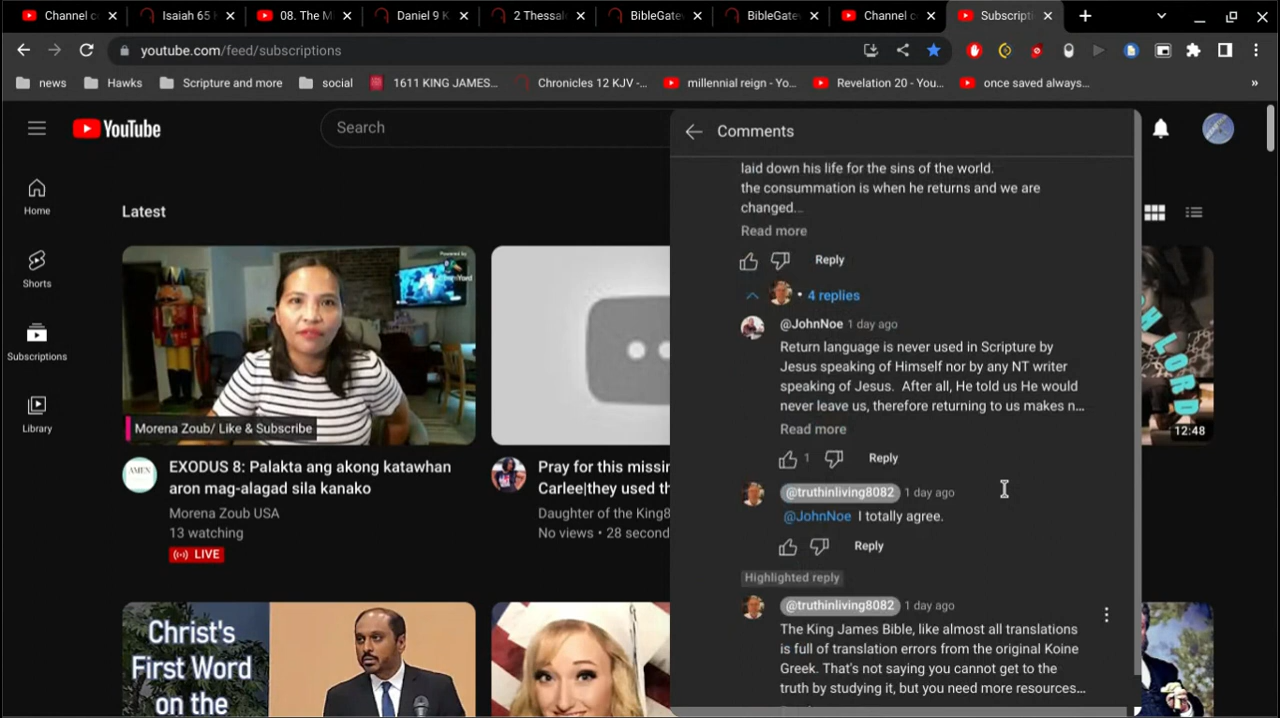 Channel c
Isaiah 65
08. The M
Daniel 9 K
2 Thessal
BibleGatev
BibleGatev
Channel c
Subscripti
youtube.com/feed/subscriptions
news
Hawks
Scripture and more
social
1611 KING JAMES...
Chronicles 12 KJV -...
millennial reign - Yo...
Revelation 20 - You...
once saved always...
YouTube
Search
Home
Shorts
Subscriptions
Library
Latest
Morena Zoub/ Like & Subscribe
EXODUS 8: Palakta ang akong katawhan
aron mag-alagad sila kanako
Morena Zoub USA
13 watching
LIVE
Pray for this missin
Carlee|they used th
Daughter of the King8
No views • 28 second
Christ's
First Word
on the
Comments
laid down his life for the sins of the world.
the consummation is when he returns and we are
changed...
Read more
Reply
• 4 replies
@JohnNoe 1 day ago
Return language is never used in Scripture by
Jesus speaking of Himself nor by any NT writer
speaking of Jesus. After all, He told us He would
never leave us, therefore returning to us makes n...
Read more
1 Reply
@truthinliving8082 1 day ago
@JohnNoe I totally agree.
Reply
Highlighted reply
@truthinliving8082 1 day ago
The King James Bible, like almost all translations
is full of translation errors from the original Koine
Greek. That's not saying you cannot get to the
truth by studying it, but you need more resources...
LORD
12:48